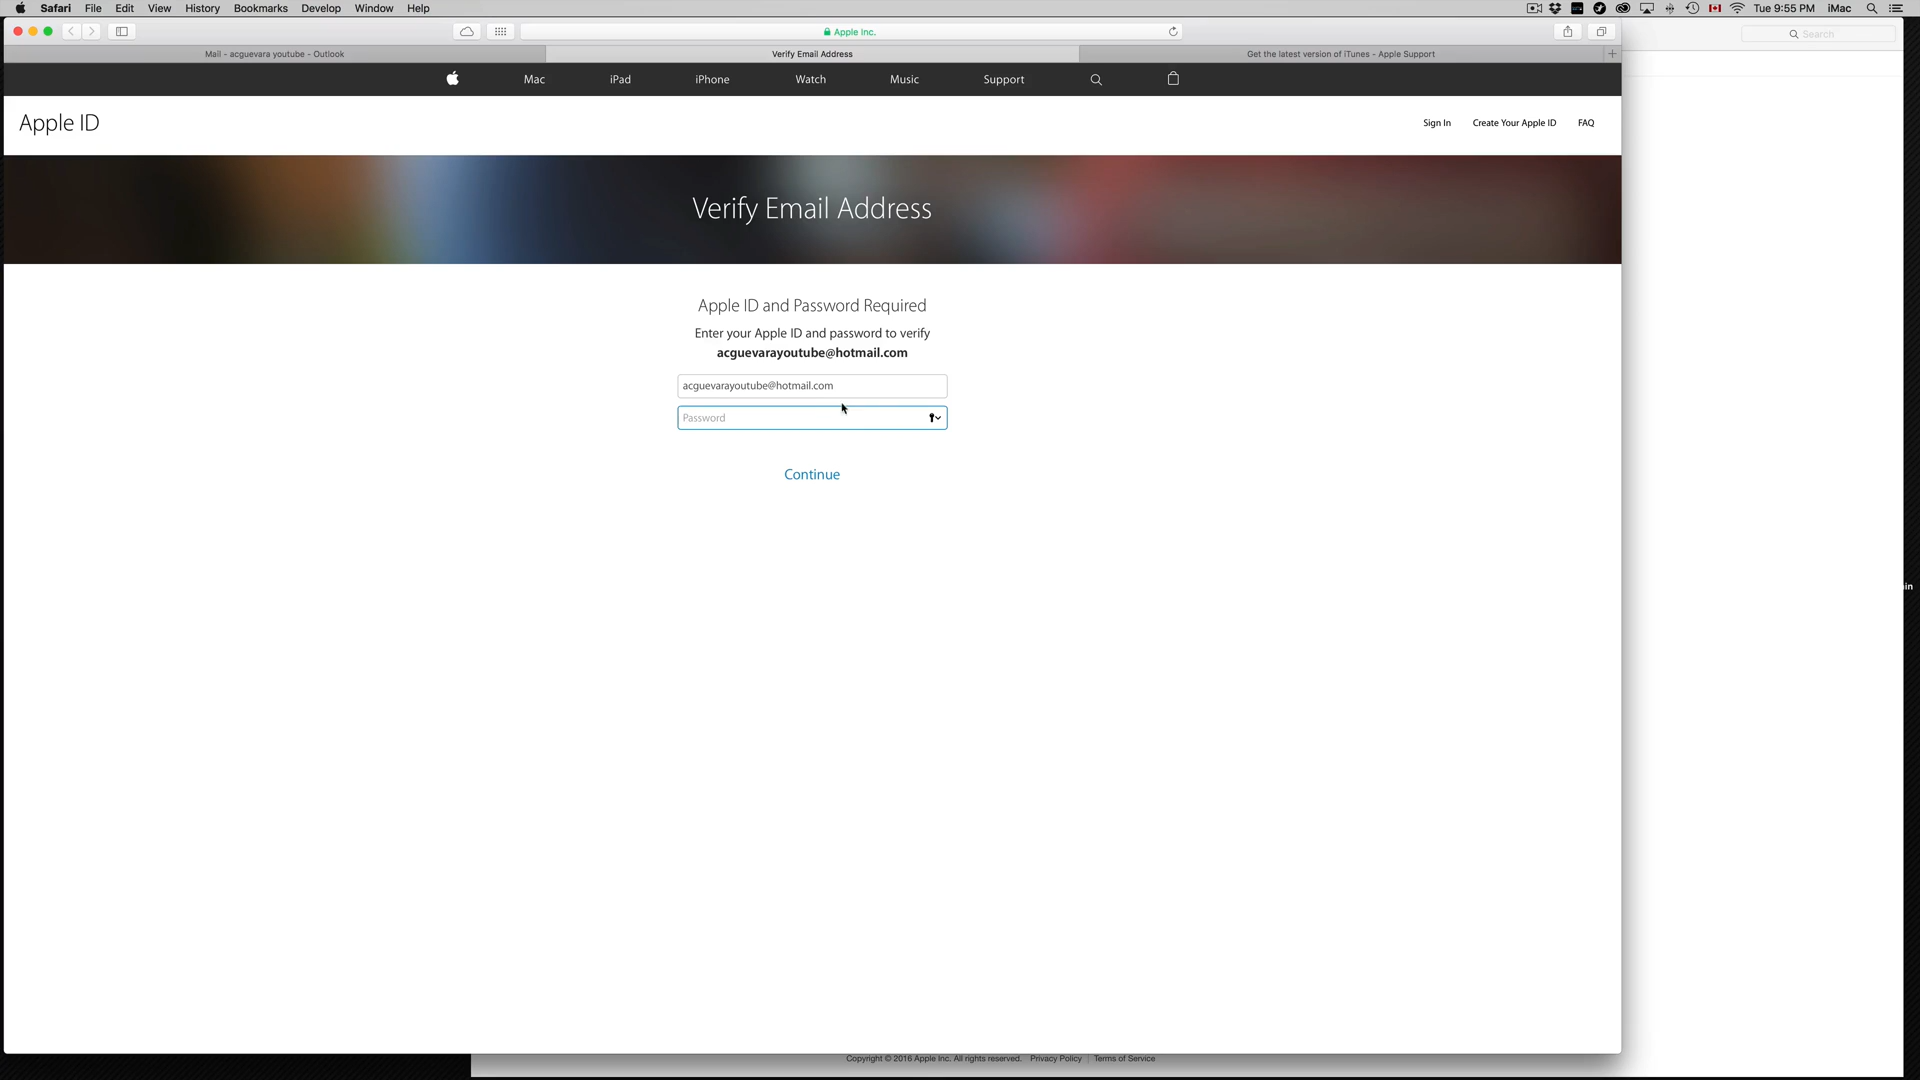 Safari File Edit View History Bookmarks Develop Window Help Tue 9:55 PM iMac
Apple Inc.
Search
Mail - acguevara youtube - Outlook Verify Email Address Get the latest version of iTunes - Apple Support
Mac iPad iPhone Watch Music Support
Apple ID
Sign In Create Your Apple ID FAQ
Verify Email Address
Apple ID and Password Required
Enter your Apple ID and password to verify
acguevarayoutube@hotmail.com
acguevarayoutube@hotmail.com
Password
Continue
in
Copyright © 2016 Apple Inc. All rights reserved. Privacy Policy | Terms of Service